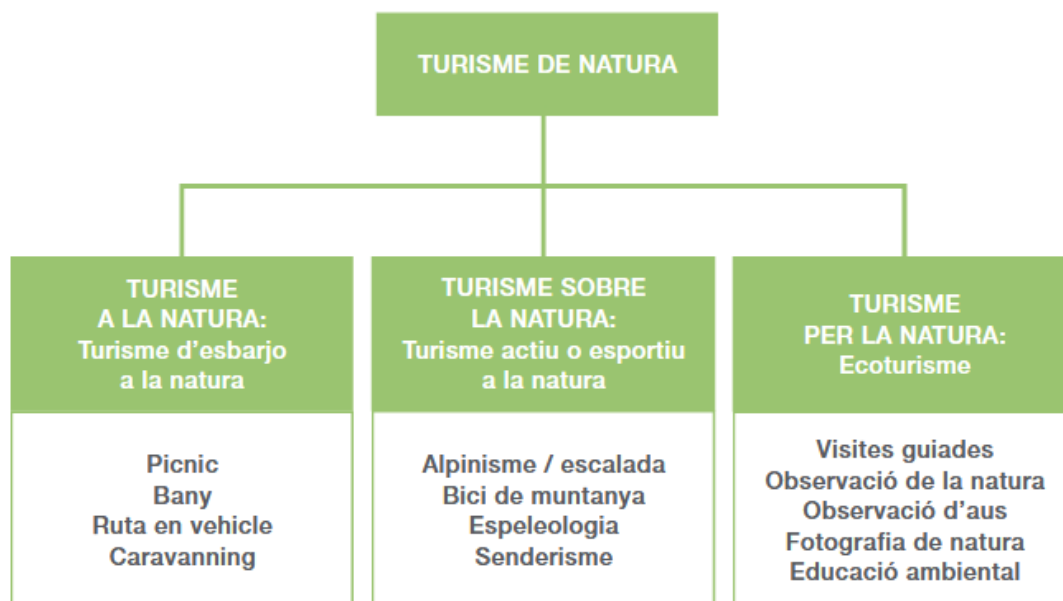 TURISME DE NATURA
TURISME
A LA NATURA:
Turisme d'esbarjo
a la natura
Picnic
Bany
Ruta en vehicle
Caravanning
TURISME SOBRE
LA NATURA:
Turisme actiu o esportiu
a la natura
Alpinisme / escalada
Bici de muntanya
Espeleologia
Senderisme
TURISME
PER LA NATURA:
Ecoturisme
Visites guiades
Observació de la natura
Observació d'aus
Fotografia de natura
Educació ambiental